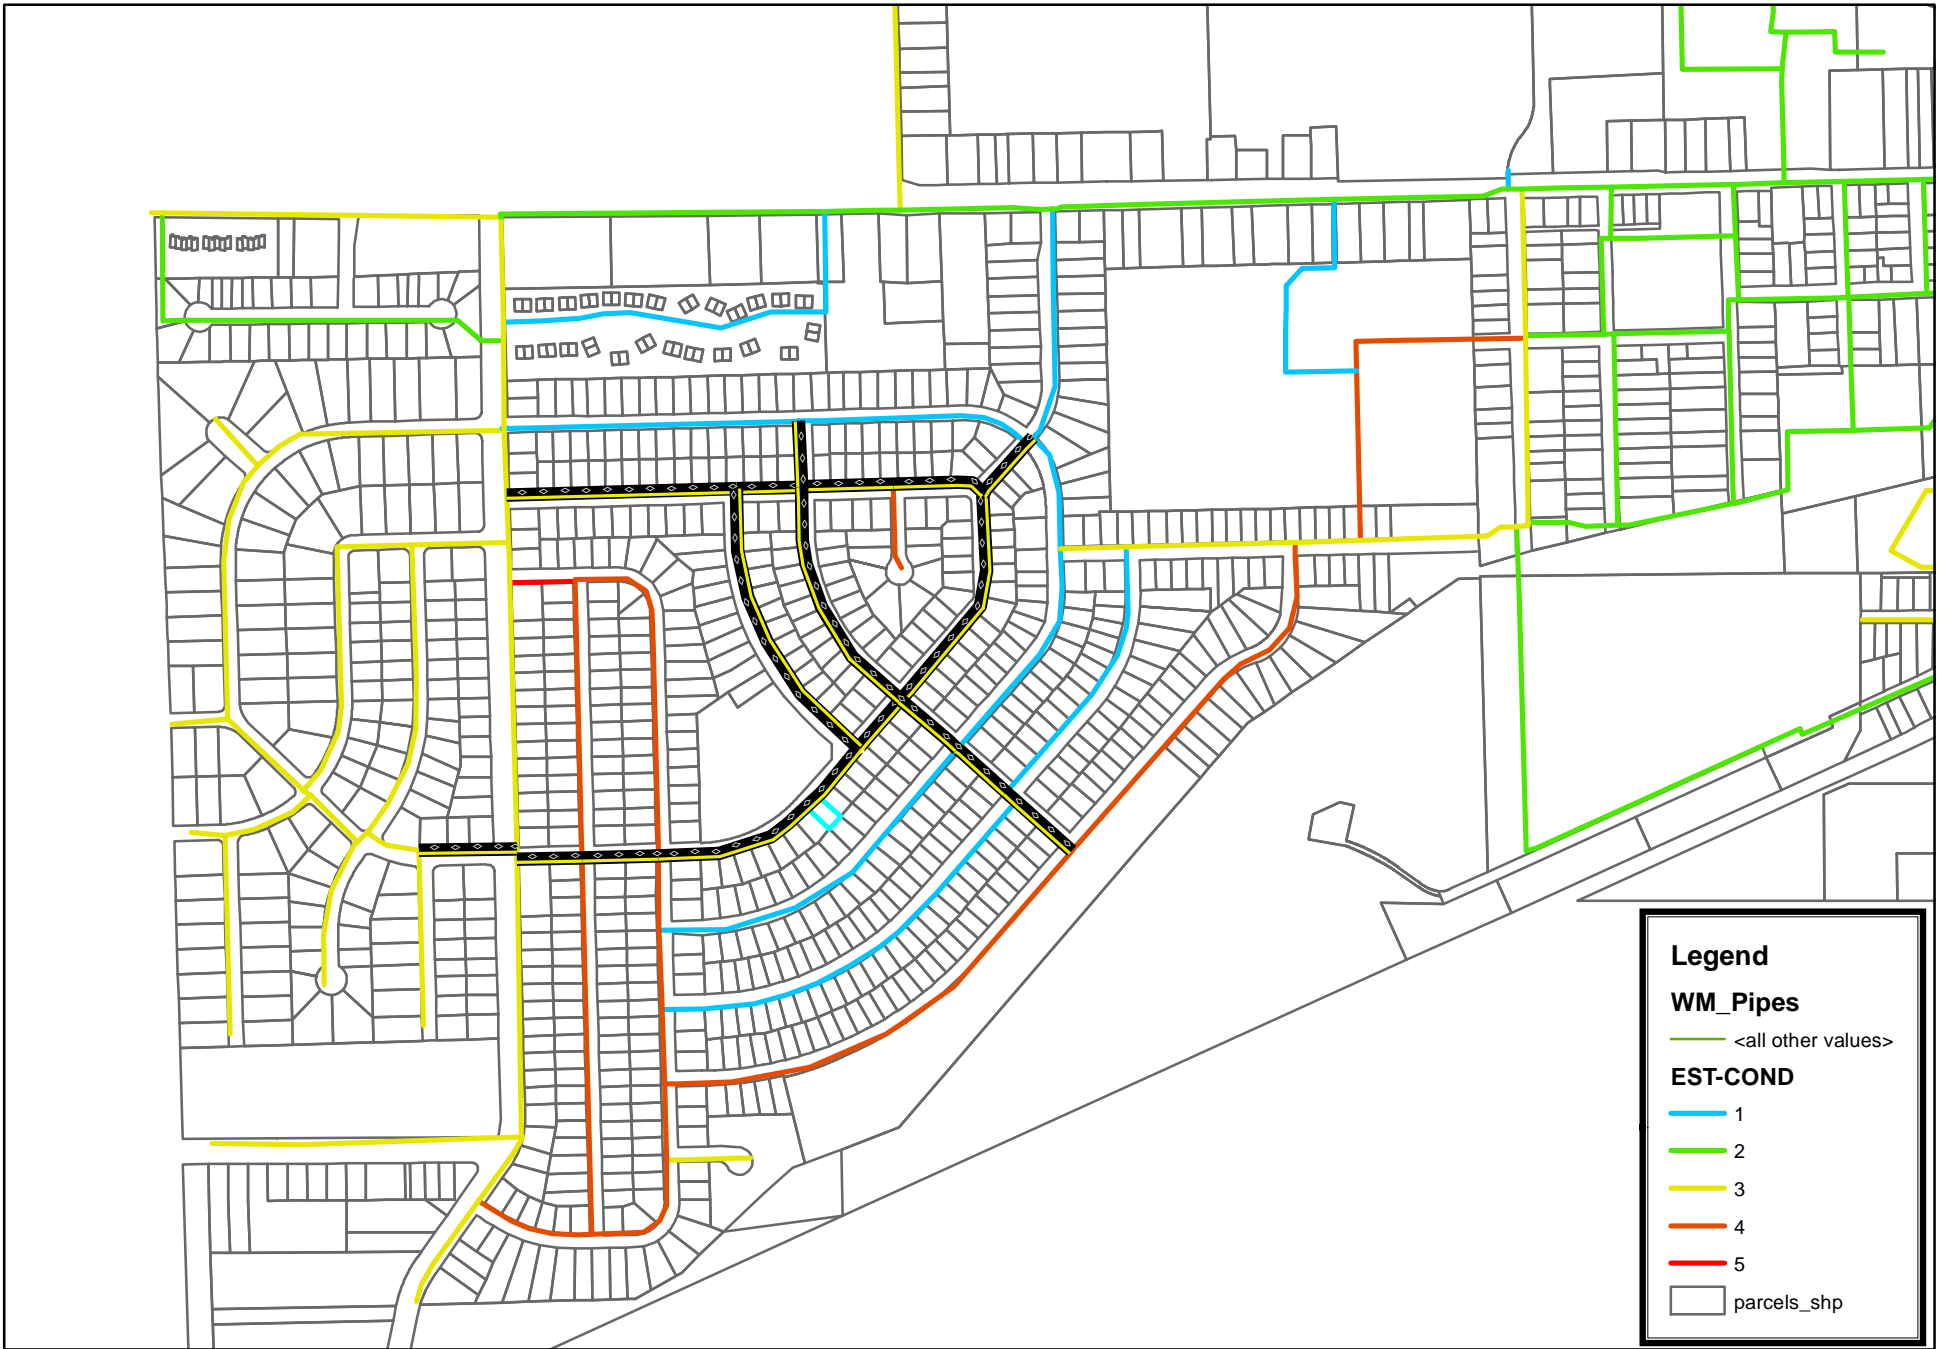 Legend
WM_Pipes
<all other values>
EST-COND
1
2
3
4
5
parcels_shp